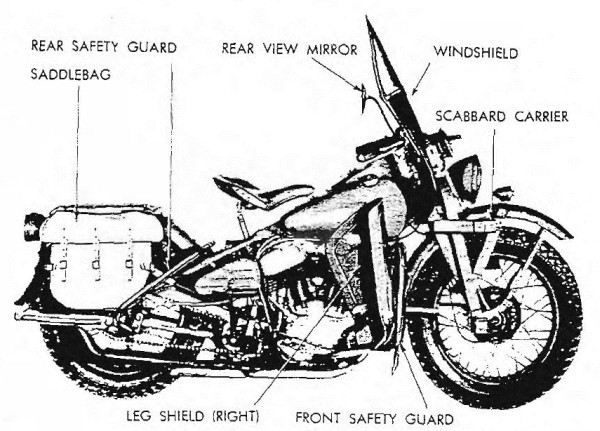 REAR SAFETY GUARD
REAR VIEW MIRROR
WINDSHIELD
SADDLEBAG
SCABBARD CARRIER
LEG SHIELD (RIGHT)
FRONT SAFETY GUARD